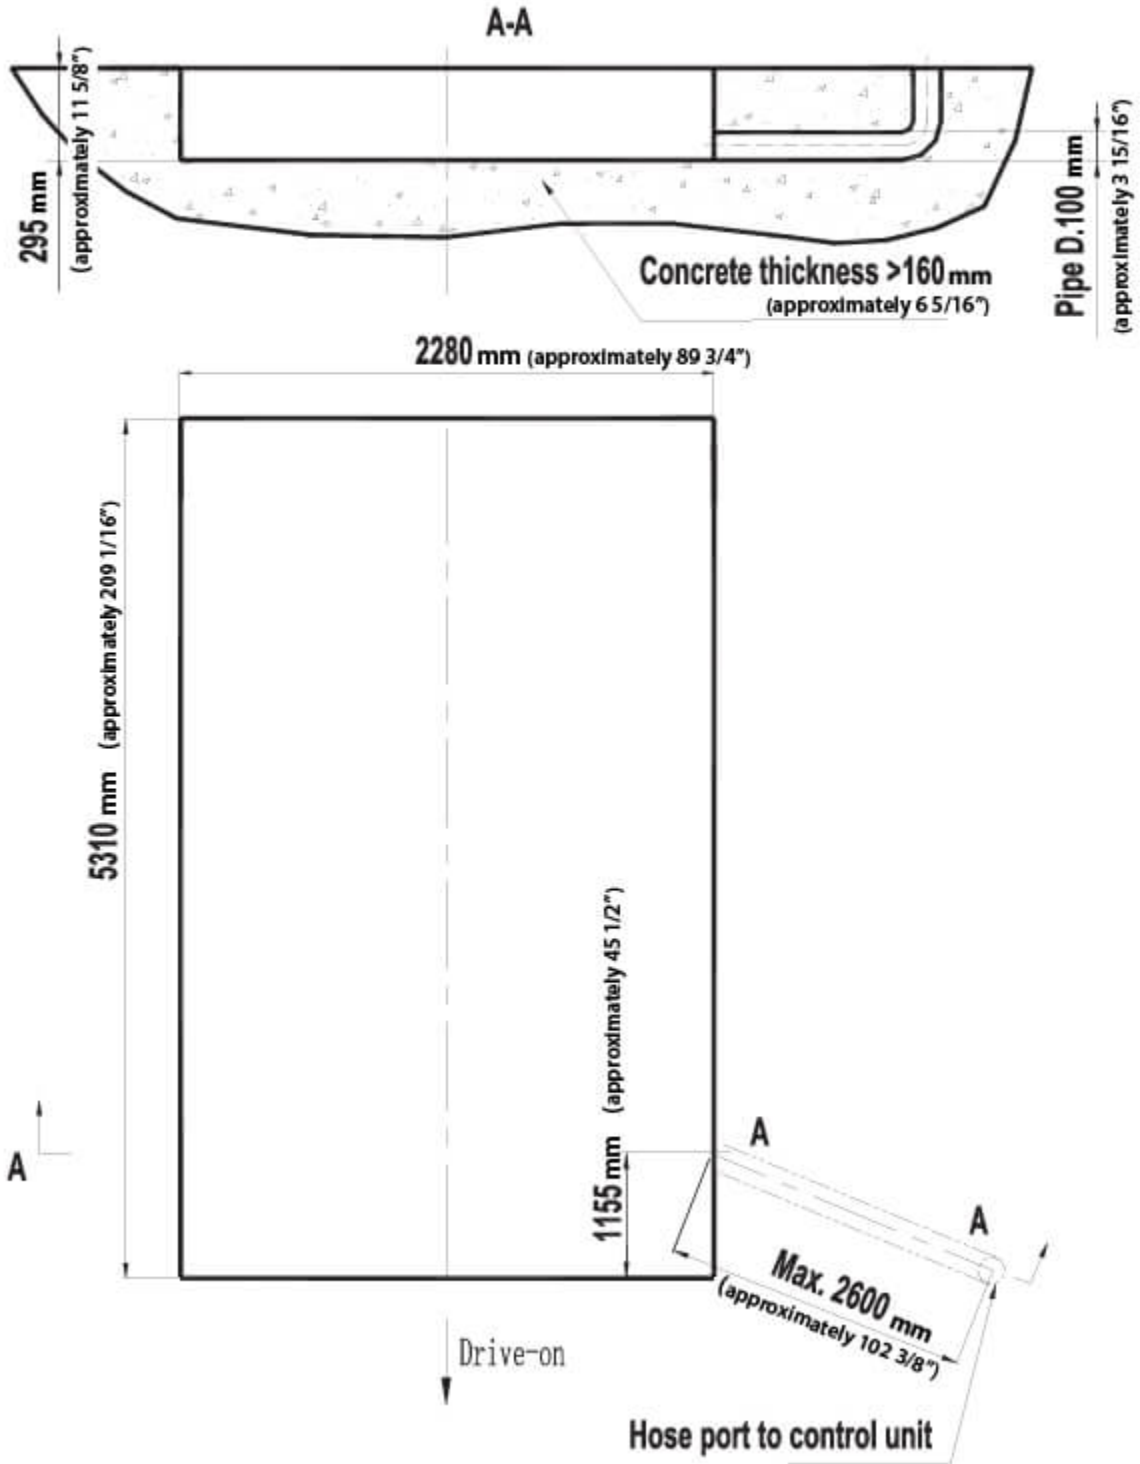 A-A
295 mm
(approximately 11 5/8")
Pipe D.100 mm
(approximately 3 15/16")
Concrete thickness >160 mm
(approximately 6 5/16")
2280 mm (approximately 89 3/4")
5310 mm (approximately 209 1/16")
1155 mm (approximately 45 1/2")
A
A
A
Max. 2600 mm
(approximately 102 3/8")
Drive-on
Hose port to control unit